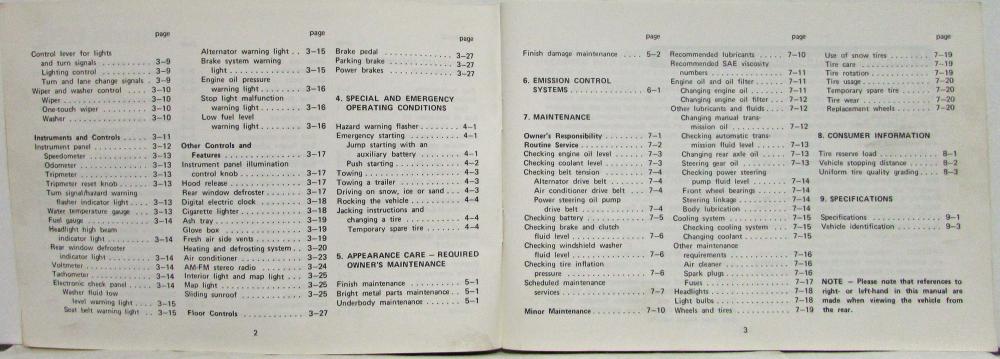 page
Control lever for lights
and turn signals . . . . . . . . . . . . 3–9
Lighting control . . . . . . . . . . . . 3–9
Turn and lane change signals . 3–9
Wiper and washer control . . . . . 3–10
Wiper . . . . . . . . . . . . . . . . . . . 3–10
One-touch wiper . . . . . . . . . . 3–10
Washer . . . . . . . . . . . . . . . . . . 3–10
Instruments and Controls . . . . . . 3–11
Instrument panel . . . . . . . . . . . . 3–12
Speedometer . . . . . . . . . . . . . 3–13
Odometer . . . . . . . . . . . . . . . 3–13
Tripmeter . . . . . . . . . . . . . . . 3–13
Tripmeter reset knob . . . . . . . 3–13
Turn signal/hazard warning
flasher indicator light . . . . . 3–13
Water temperature gauge . . . . 3–13
Fuel gauge . . . . . . . . . . . . . . . 3–14
Headlight high beam
indicator light . . . . . . . . . . . 3–14
Rear window defroster
indicator light . . . . . . . . . . . 3–14
Voltmeter . . . . . . . . . . . . . . . 3–14
Tachometer . . . . . . . . . . . . . . 3–14
Electronic check panel . . . . . . 3–14
Washer fluid low
level warning light . . . . . 3–15
Seat belt warning light . . . 3–15
page
Alternator warning light . . 3–15
Brake system warning
light . . . . . . . . . . . . . . . . 3–15
Engine oil pressure
warning light . . . . . . . . . 3–16
Stop light malfunction
warning light . . . . . . . . . 3–16
Low fuel level
warning light . . . . . . . . . 3–16
Other Controls and
Features . . . . . . . . . . . . . . . . . 3–17
Instrument panel illumination
control knob . . . . . . . . . . . . . . 3–17
Hood release . . . . . . . . . . . . . . . 3–17
Rear window defroster . . . . . . . 3–17
Digital electric clock . . . . . . . . . 3–18
Cigarette lighter . . . . . . . . . . . . 3–18
Ash tray . . . . . . . . . . . . . . . . . . 3–19
Glove box . . . . . . . . . . . . . . . . . 3–19
Fresh air side vents . . . . . . . . . . 3–19
Heating and defrosting system . . 3–20
Air conditioner . . . . . . . . . . . . . 3–23
AM-FM stereo radio . . . . . . . . . 3–24
Interior light and map light . . . . 3–25
Map light . . . . . . . . . . . . . . . . . 3–25
Sliding sunroof . . . . . . . . . . . . . 3–25
Floor Controls . . . . . . . . . . . . . 3–27
page
Brake pedal . . . . . . . . . . . . . . . 3–27
Parking brake . . . . . . . . . . . . . . 3–27
Power brakes . . . . . . . . . . . . . . 3–27
4. SPECIAL AND EMERGENCY
OPERATING CONDITIONS
Hazard warning flasher . . . . . . . . 4–1
Emergency starting . . . . . . . . . . . 4–1
Jump starting with an
auxiliary battery . . . . . . . . . . 4–1
Push starting . . . . . . . . . . . . . . 4–2
Towing . . . . . . . . . . . . . . . . . . . . 4–3
Towing a trailer . . . . . . . . . . . . . 4–3
Driving on snow, ice or sand . . . . 4–3
Rocking the vehicle . . . . . . . . . . . 4–4
Jacking instructions and
changing a tire . . . . . . . . . . . . . 4–4
Temporary spare tire . . . . . . . . 4–4
5. APPEARANCE CARE – REQUIRED
OWNER'S MAINTENANCE
Finish maintenance . . . . . . . . . . . 5–1
Bright metal parts maintenance . . 5–1
Underbody maintenance . . . . . . . 5–1
2
page
Finish damage maintenance . . . . . 5–2
6. EMISSION CONTROL
SYSTEMS . . . . . . . . . . . . . . . . 6–1
7. MAINTENANCE
Owner's Responsibility . . . . . . . . 7–1
Routine Service . . . . . . . . . . . . . 7–2
Checking engine oil level . . . . . . . 7–3
Checking coolant level . . . . . . . . . 7–3
Checking belt tension . . . . . . . . . 7–4
Alternator drive belt . . . . . . . . 7–4
Air conditioner drive belt . . . . 7–4
Power steering oil pump
drive belt . . . . . . . . . . . . . . . 7–4
Checking battery . . . . . . . . . . . . 7–5
Checking brake and clutch
fluid level . . . . . . . . . . . . . . . . 7–6
Checking windshield washer
fluid level . . . . . . . . . . . . . . . . 7–6
Checking tire inflation
pressure . . . . . . . . . . . . . . . . . 7–6
Scheduled maintenance
services . . . . . . . . . . . . . . . . . . 7–7
Minor Maintenance . . . . . . . . . . 7–10
page
Recommended lubricants . . . . . . 7–10
Recommended SAE viscosity
numbers . . . . . . . . . . . . . . . . 7–11
Engine oil and oil filter . . . . . . . 7–11
Changing engine oil . . . . . . . . 7–11
Changing engine oil filter . . . . 7–12
Other lubricants and fluids . . . . . 7–12
Changing manual trans-
mission oil . . . . . . . . . . . . . 7–12
Checking automatic trans-
mission fluid level . . . . . . . 7–13
Changing rear axle oil . . . . . . 7–13
Steering gear oil . . . . . . . . . . . 7–13
Checking power steering
pump fluid level . . . . . . . . . 7–14
Front wheel bearings . . . . . . . 7–14
Steering linkage . . . . . . . . . . . 7–14
Body lubrication . . . . . . . . . . 7–14
Cooling system . . . . . . . . . . . . . 7–15
Checking cooling system . . . . . 7–15
Changing coolant . . . . . . . . . . 7–15
Other maintenance
requirements . . . . . . . . . . . . . 7–16
Air cleaner . . . . . . . . . . . . . . . 7–16
Spark plugs . . . . . . . . . . . . . . 7–16
Fuses . . . . . . . . . . . . . . . . . . . 7–17
Headlights . . . . . . . . . . . . . . . . . 7–18
Light bulbs . . . . . . . . . . . . . . . . 7–18
Wheels and tires . . . . . . . . . . . . . 7–19
page
Use of snow tires . . . . . . . . . . 7–19
Tire care . . . . . . . . . . . . . . . . 7–19
Tire rotation . . . . . . . . . . . . . 7–19
Tire usage . . . . . . . . . . . . . . . 7–20
Temporary spare tire . . . . . . . 7–20
Tire wear . . . . . . . . . . . . . . . . 7–20
Replacement wheels . . . . . . . . 7–20
8. CONSUMER INFORMATION
Tire reserve load . . . . . . . . . . . . . 8–1
Vehicle stopping distance . . . . . . . 8–2
Uniform tire quality grading . . . . . 8–3
9. SPECIFICATIONS
Specifications . . . . . . . . . . . . . . . 9–1
Vehicle identification . . . . . . . . . . 9–3
NOTE – Please note that references to
right- or left-hand in this manual are
made when viewing the vehicle from
the rear.
3